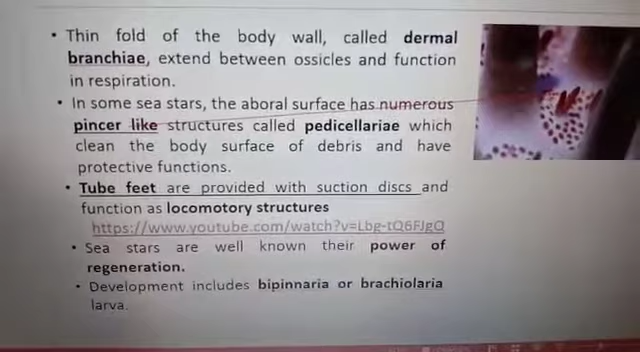 • Thin fold of the body wall, called dermal
branchiae, extend between ossicles and function
in respiration.
• In some sea stars, the aboral surface has numerous
pincer like structures called pedicellariae which
clean the body surface of debris and have
protective functions.
• Tube feet are provided with suction discs and
function as locomotory structures
https://www.youtube.com/watch?v=Lbg-tQ6FJgQ
• Sea stars are well known their power of
regeneration.
• Development includes bipinnaria or brachiolaria
larva.